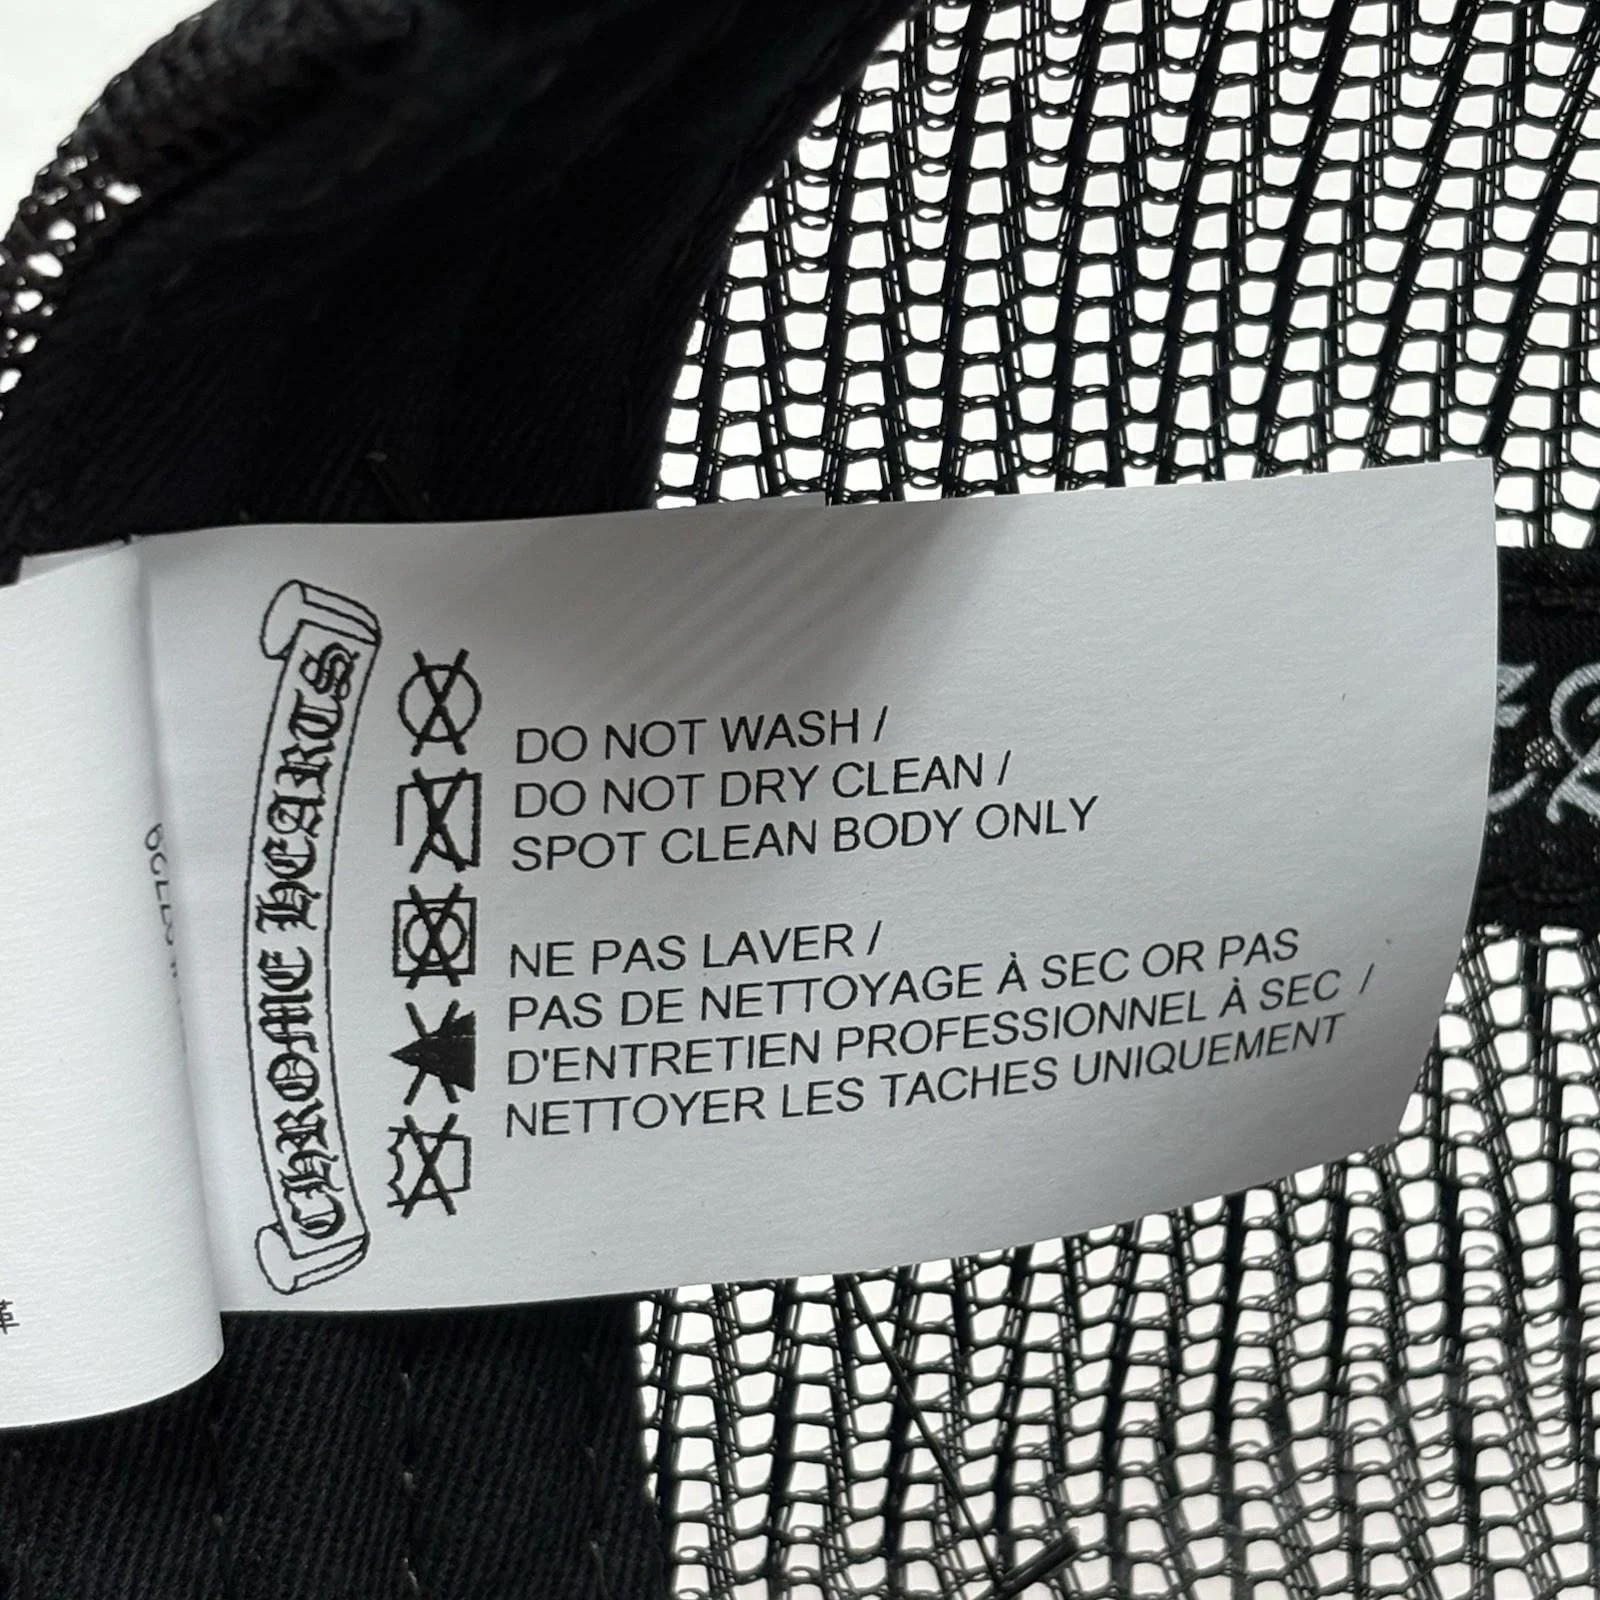 CHROME HEARTS
DO NOT WASH /
DO NOT DRY CLEAN /
SPOT CLEAN BODY ONLY
NE PAS LAVER /
PAS DE NETTOYAGE À SEC OR PAS
D'ENTRETIEN PROFESSIONNEL À SEC /
NETTOYER LES TACHES UNIQUEMENT
革